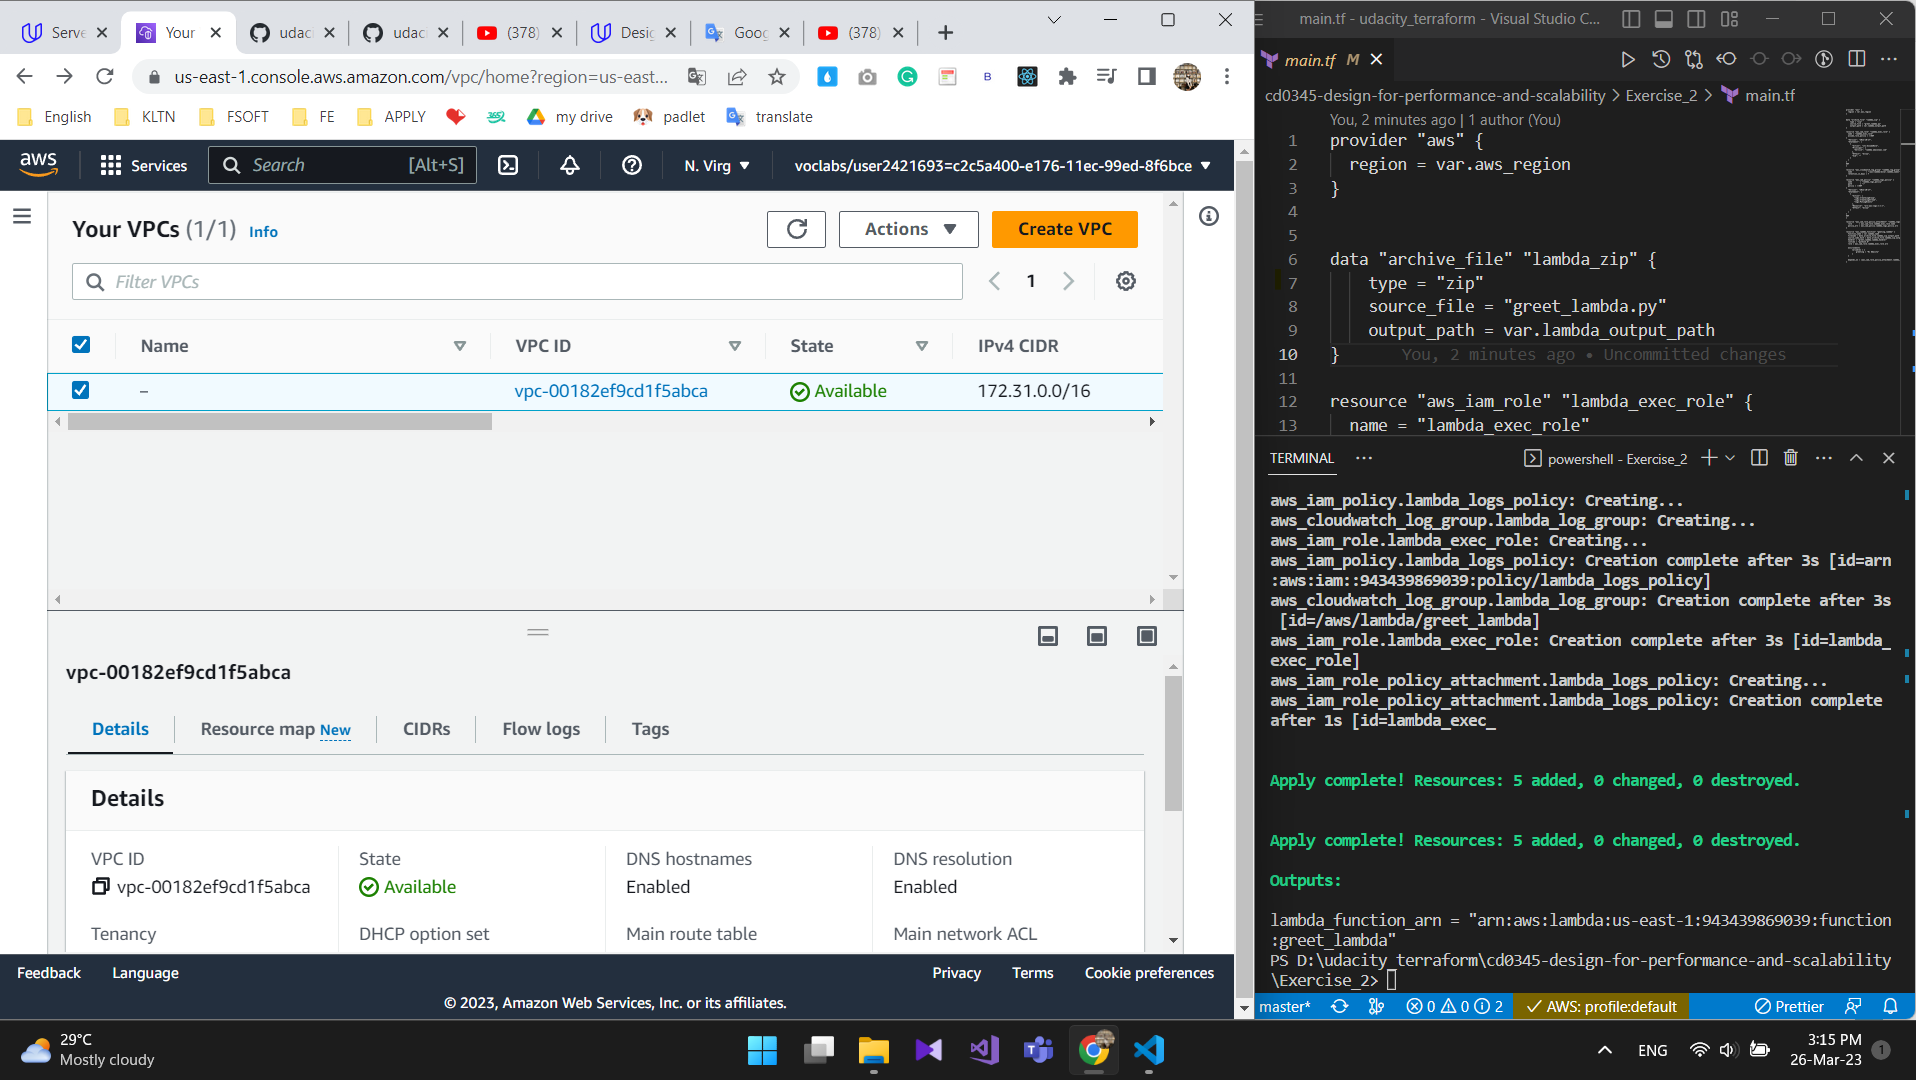 Serve
Your
udac
udac
(378)
Desig
Goog
(378)
us-east-1.console.aws.amazon.com/vpc/home?region=us-east...
English
KLTN
FSOFT
FE
APPLY
my drive
padlet
translate
aws
Services
Search
[Alt+S]
N. Virg
voclabs/user2421693=c2c5a400-e176-11ec-99ed-8f6bce
Your VPCs (1/1) Info
Actions
Create VPC
Filter VPCs
1
Name
VPC ID
State
IPv4 CIDR
–
vpc-00182ef9cd1f5abca
Available
172.31.0.0/16
vpc-00182ef9cd1f5abca
Details
Resource map New
CIDRs
Flow logs
Tags
Details
VPC ID
State
DNS hostnames
DNS resolution
vpc-00182ef9cd1f5abca
Available
Enabled
Enabled
Tenancy
DHCP option set
Main route table
Main network ACL
Feedback
Language
Privacy
Terms
Cookie preferences
© 2023, Amazon Web Services, Inc. or its affiliates.
main.tf - udacity_terraform - Visual Studio C...
main.tf M
cd0345-design-for-performance-and-scalability > Exercise_2 > main.tf
You, 2 minutes ago | 1 author (You)
1 provider "aws" {
2 region = var.aws_region
3 }
4
5
6 data "archive_file" "lambda_zip" {
7 type = "zip"
8 source_file = "greet_lambda.py"
9 output_path = var.lambda_output_path
10 } You, 2 minutes ago • Uncommitted changes
11
12 resource "aws_iam_role" "lambda_exec_role" {
13 name = "lambda_exec_role"
TERMINAL
powershell - Exercise_2
aws_iam_policy.lambda_logs_policy: Creating...
aws_cloudwatch_log_group.lambda_log_group: Creating...
aws_iam_role.lambda_exec_role: Creating...
aws_iam_policy.lambda_logs_policy: Creation complete after 3s [id=arn
:aws:iam::943439869039:policy/lambda_logs_policy]
aws_cloudwatch_log_group.lambda_log_group: Creation complete after 3s
[id=/aws/lambda/greet_lambda]
aws_iam_role.lambda_exec_role: Creation complete after 3s [id=lambda_
exec_role]
aws_iam_role_policy_attachment.lambda_logs_policy: Creating...
aws_iam_role_policy_attachment.lambda_logs_policy: Creation complete
after 1s [id=lambda_exec_
Apply complete! Resources: 5 added, 0 changed, 0 destroyed.
Apply complete! Resources: 5 added, 0 changed, 0 destroyed.
Outputs:
lambda_function_arn = "arn:aws:lambda:us-east-1:943439869039:function
:greet_lambda"
PS D:\udacity_terraform\cd0345-design-for-performance-and-scalability
\Exercise_2>
master*
0
0
2
AWS: profile:default
Prettier
29°C
Mostly cloudy
ENG
3:15 PM
26-Mar-23
1